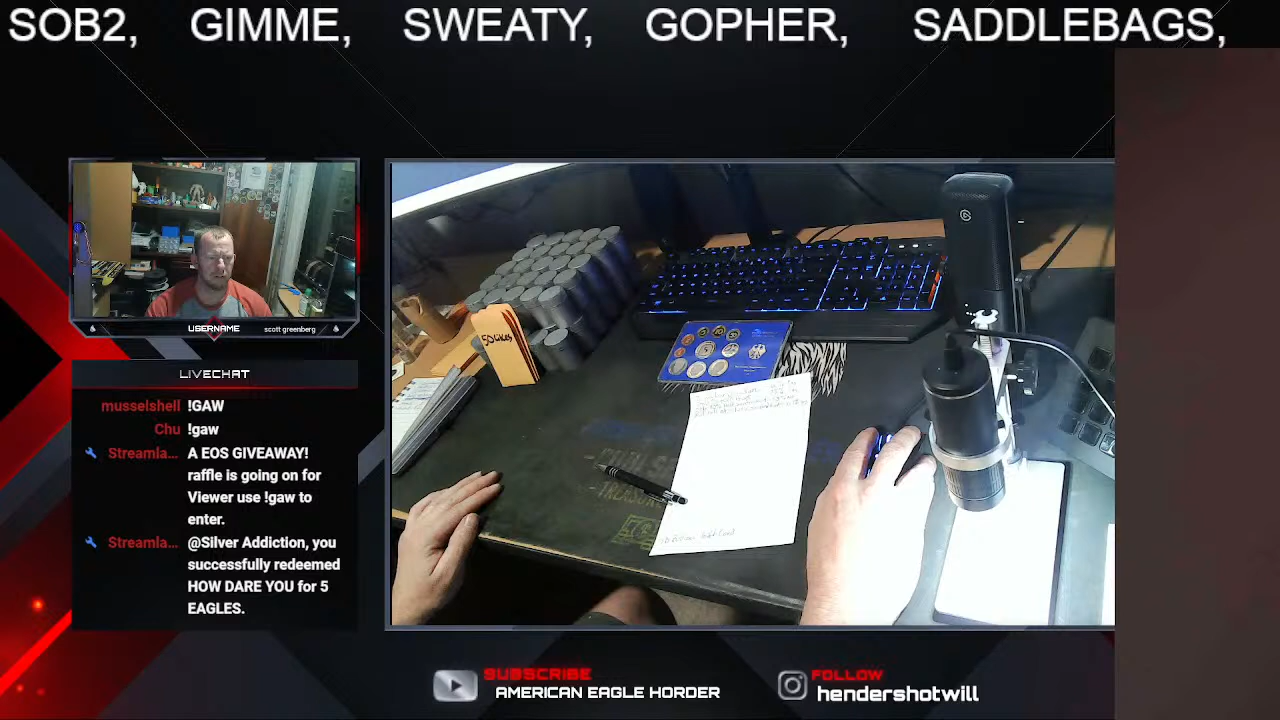 SOB2, GIMME, SWEATY, GOPHER, SADDLEBAGS,
USERNAME
scott greenberg
LIVECHAT
musselshell !GAW
Chu !gaw
Streamla... A EOS GIVEAWAY!
raffle is going on for
Viewer use !gaw to
enter.
Streamla... @Silver Addiction, you
successfully redeemed
HOW DARE YOU for 5
EAGLES.
SUBSCRIBE
AMERICAN EAGLE HORDER
FOLLOW
hendershotwill